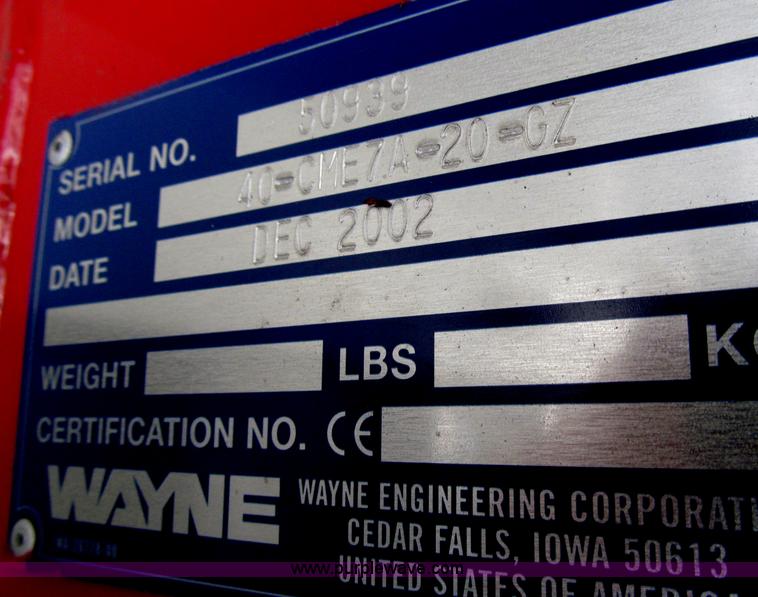 SERIAL NO. 50939
MODEL 40-CME7A-20-GZ
DATE DEC 2002
WEIGHT LBS KG
CERTIFICATION NO. CE
WAYNE
WAYNE ENGINEERING CORPORATI
CEDAR FALLS, IOWA 50613
UNITED STATES OF AMERICA
www.purplewave.com